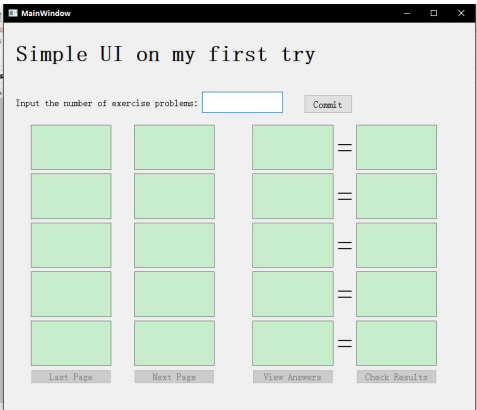 MainWindow
Simple UI on my first try
Input the number of exercise problems:
Commit
=
=
=
=
=
Last Page
Next Page
View Answers
Check Results